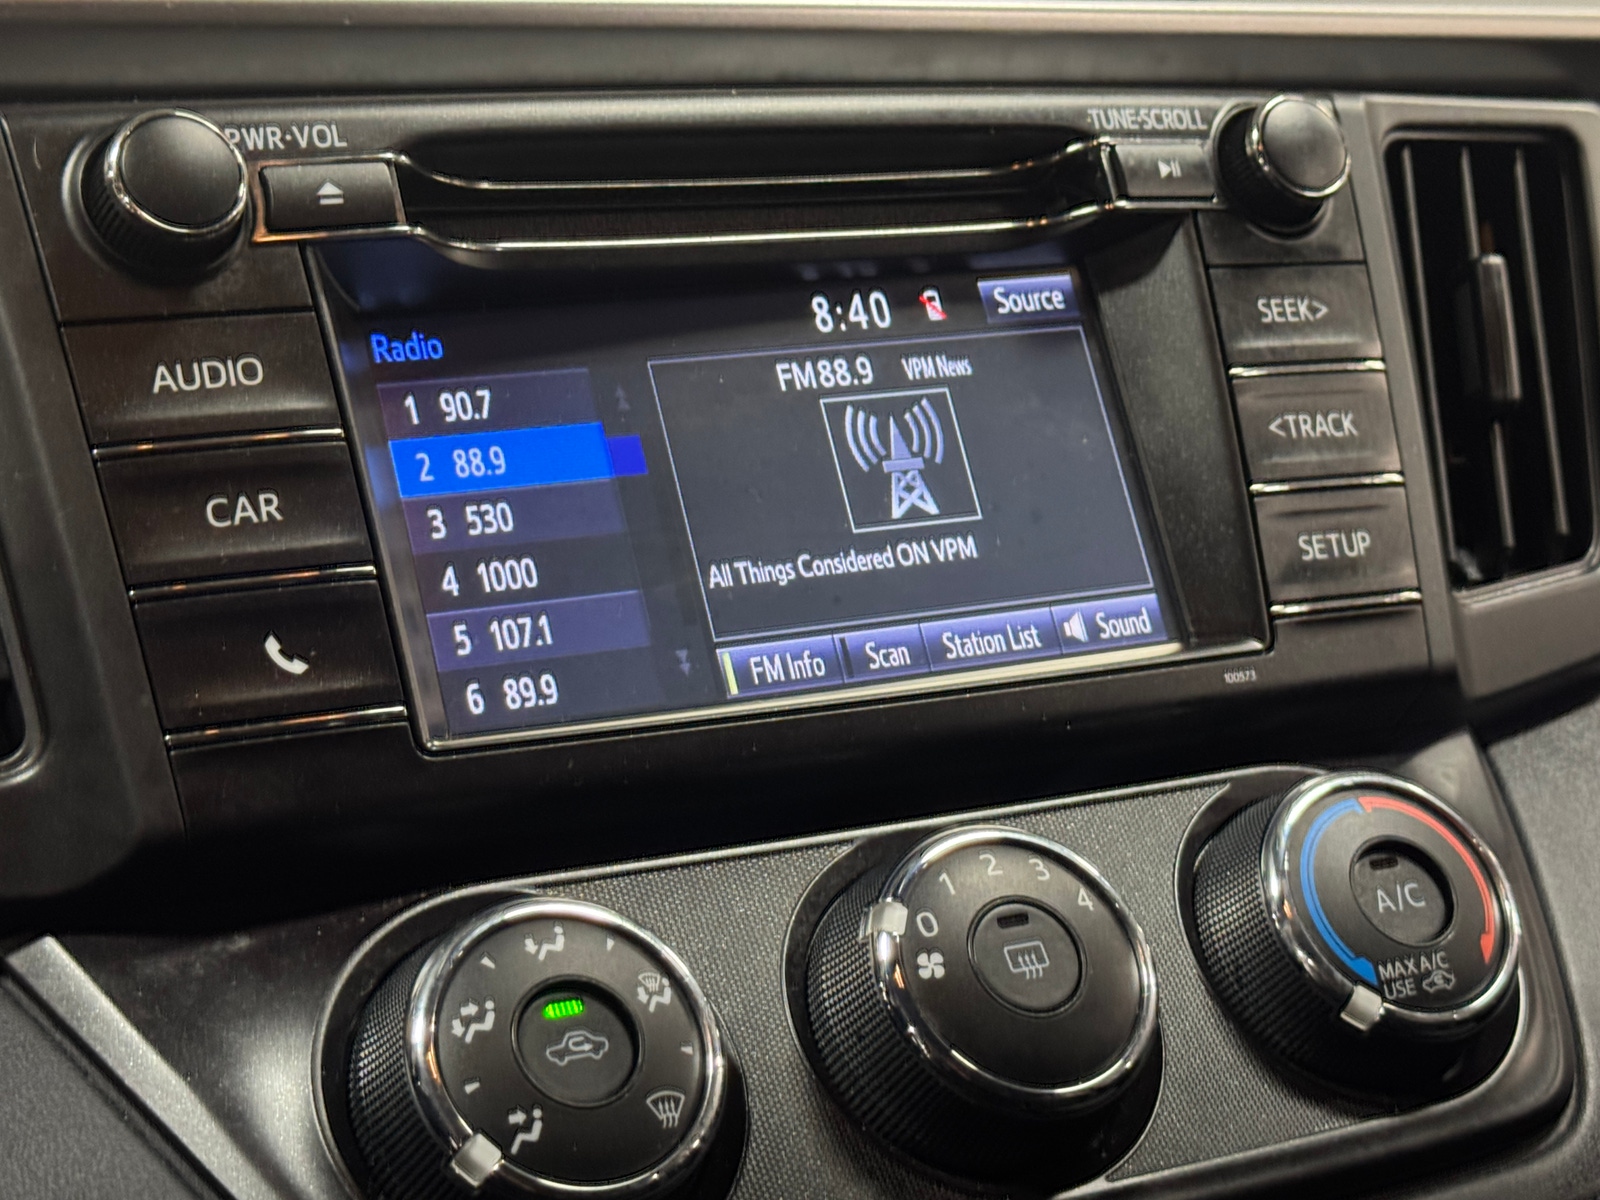 PWR·VOL
TUNE·SCROLL
AUDIO
CAR
8:40
Source
Radio
FM 88.9 VPM News
1 90.7
2 88.9
3 530
4 1000
5 107.1
6 89.9
All Things Considered ON VPM
FM Info
Scan
Station List
Sound
SEEK>
<TRACK
SETUP
100573
0 1 2 3 4
A/C
MAX A/C
USE